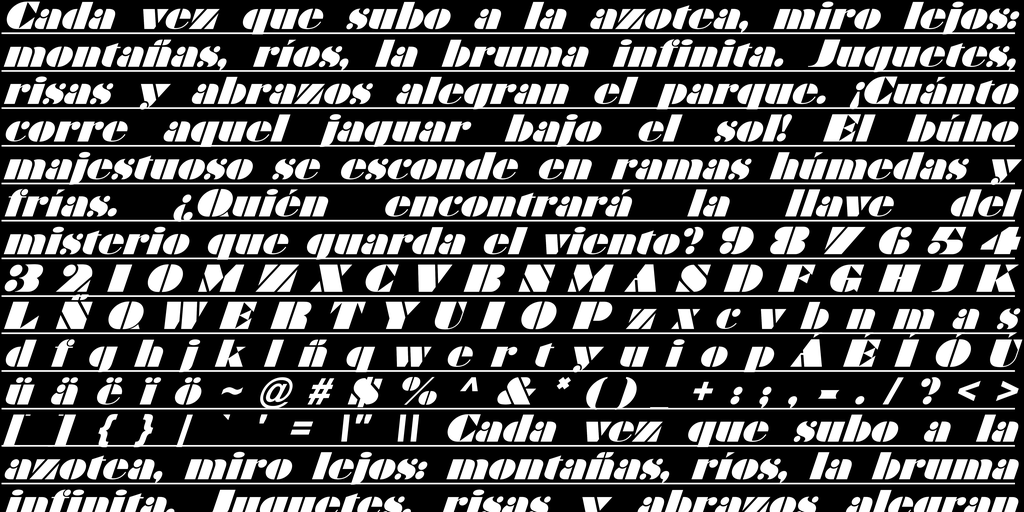 Cada vez que subo a la azotea, miro lejos:
montañas, ríos, la bruma infinita. Juguetes,
risas y abrazos alegran el parque. ¡Cuánto
corre aquel jaguar bajo el sol! El búho
majestuoso se esconde en ramas húmedas y
frías. ¿Quién encontrará la llave del
misterio que guarda el viento? 9 8 7 6 5 4
3 2 1 0 M Z X C V B N M A S D F G H J K
L Ñ Q W E R T Y U I O P z x c v b n m a s
d f g h j k l ñ q w e r t y u i o p Á É Í Ó Ú
ü ä ë ï ö ~ @ # $ % ^ & * ( ) _ + : ; , - . / ? < >
[ ] { } / ` ' = |" || Cada vez que subo a la
azotea, miro lejos: montañas, ríos, la bruma
infinita. Juguetes, risas y abrazos alegran